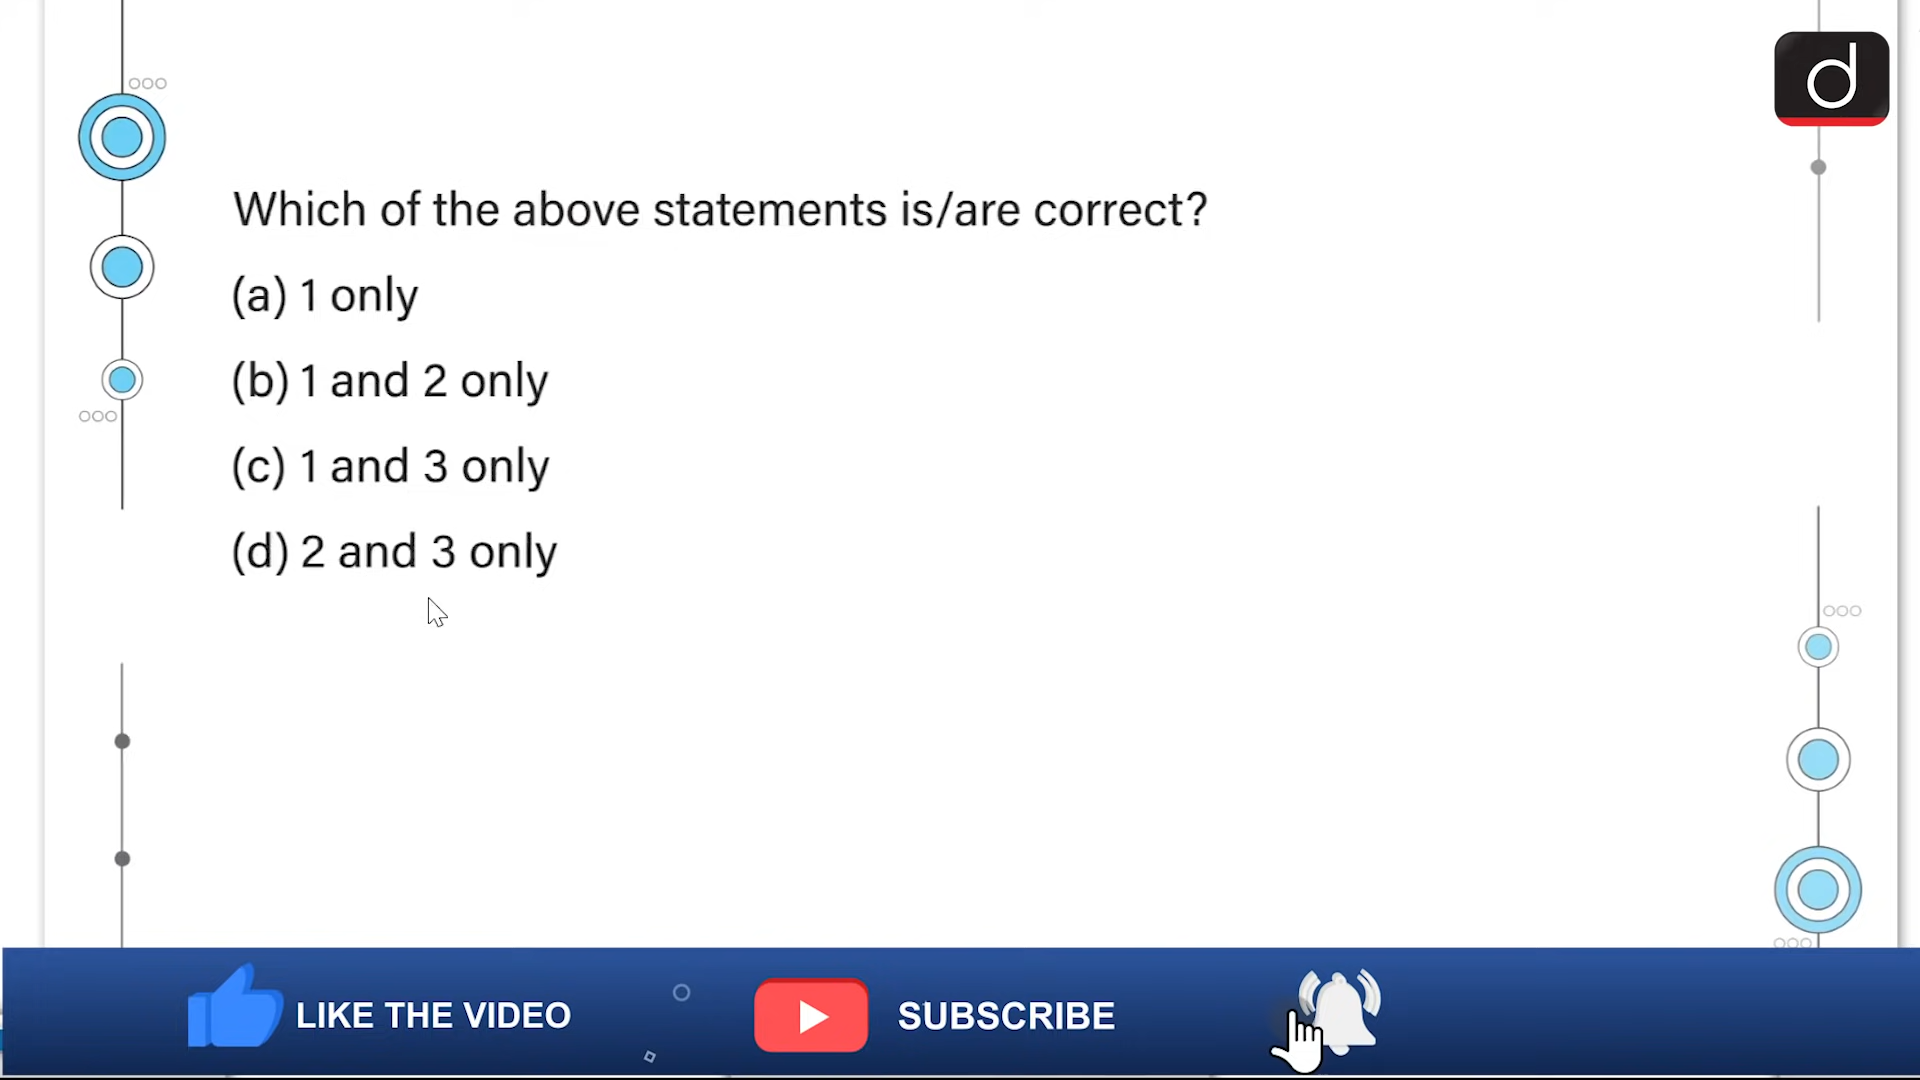 d
Which of the above statements is/are correct?
(a) 1 only
(b) 1 and 2 only
(c) 1 and 3 only
(d) 2 and 3 only
LIKE THE VIDEO
SUBSCRIBE